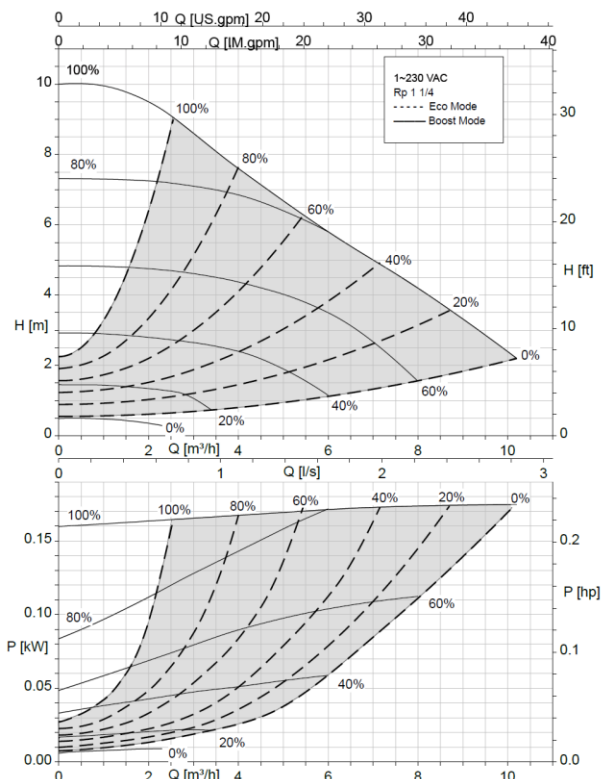 0 10 20 30 40
Q [US.gpm]
Q [IM.gpm]
0 10 20 30 40
100%
10
1~230 VAC
Rp 1 1/4
Eco Mode
Boost Mode
30
100%
8
80%
80%
60%
20
6
40%
H [ft]
4
H [m]
20%
10
0%
2
60%
40%
20%
0%
0
0
2 4 6 8 10
Q [m³/h]
0 1 2 3
Q [l/s]
100% 100% 80% 60% 40% 20% 0%
0.15
0.2
0.10
80%
60%
P [hp]
P [kW]
0.1
0.05
40%
20%
0%
0.00
0.0
0 2 4 6 8 10
Q [m³/h]